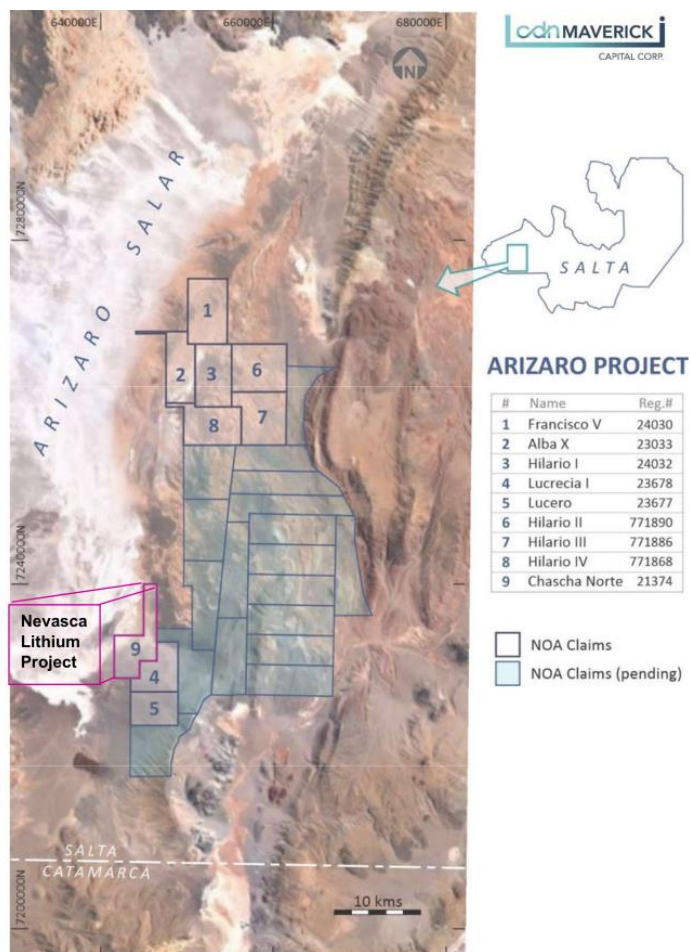 640000E 660000E 680000E
cdn MAVERICK
CAPITAL CORP.
N
7280000N
ARIZARO SALAR
SALTA
1
2 3 6
8 7
ARIZARO PROJECT
# Name Reg.#
1 Francisco V 24030
2 Alba X 23033
3 Hilario I 24032
4 Lucrecia I 23678
5 Lucero 23677
6 Hilario II 771890
7 Hilario III 771886
8 Hilario IV 771868
9 Chascha Norte 21374
7240000N
Nevasca
Lithium
Project
9
4
5
NOA Claims
NOA Claims (pending)
SALTA
CATAMARCA
7200000N
10 kms